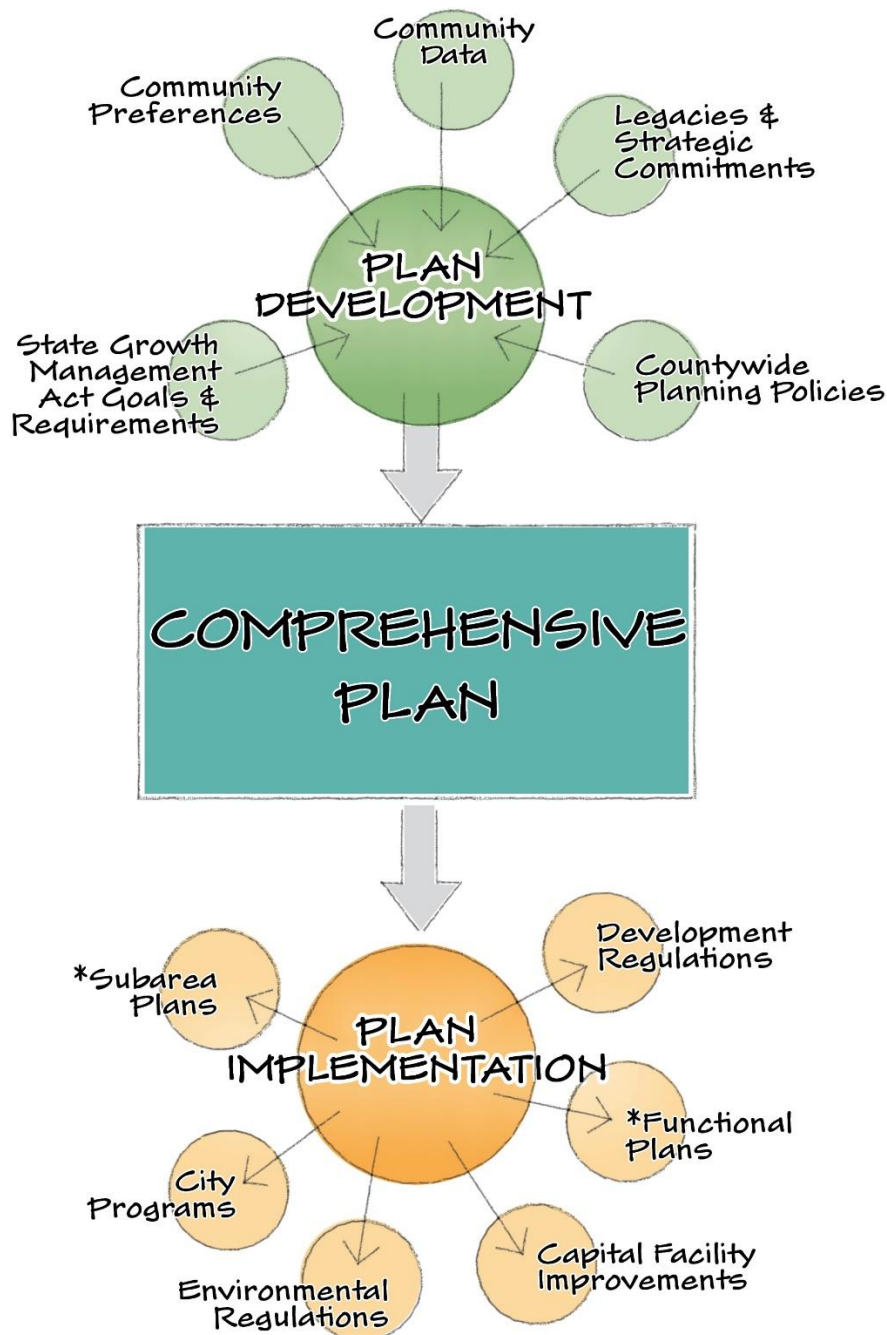 Community
Data
Community
Preferences
Legacies &
Strategic
Commitments
PLAN
DEVELOPMENT
State Growth
Management
Act Goals &
Requirements
Countywide
Planning Policies
COMPREHENSIVE
PLAN
Development
Regulations
*Subarea
Plans
PLAN
IMPLEMENTATION
*Functional
Plans
City
Programs
Capital Facility
Improvements
Environmental
Regulations